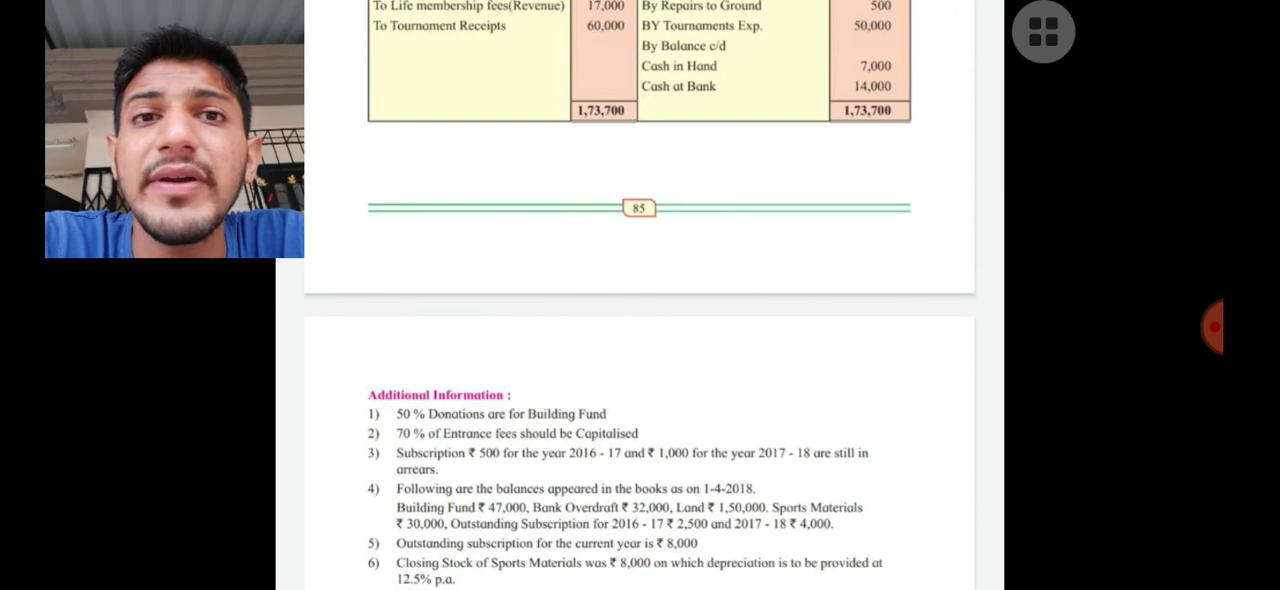 To Life membership fees(Revenue) 17,000 By Repairs to Ground 500
To Tournament Receipts 60,000 BY Tournaments Exp. 50,000
By Balance c/d
Cash in Hand 7,000
Cash at Bank 14,000
1,73,700 1,73,700
85
Additional Information :
1) 50 % Donations are for Building Fund
2) 70 % of Entrance fees should be Capitalised
3) Subscription ₹ 500 for the year 2016 - 17 and ₹ 1,000 for the year 2017 - 18 are still in
arrears.
4) Following are the balances appeared in the books as on 1-4-2018.
Building Fund ₹ 47,000, Bank Overdraft ₹ 32,000, Land ₹ 1,50,000. Sports Materials
₹ 30,000, Outstanding Subscription for 2016 - 17 ₹ 2,500 and 2017 - 18 ₹ 4,000.
5) Outstanding subscription for the current year is ₹ 8,000
6) Closing Stock of Sports Materials was ₹ 8,000 on which depreciation is to be provided at
12.5% p.a.